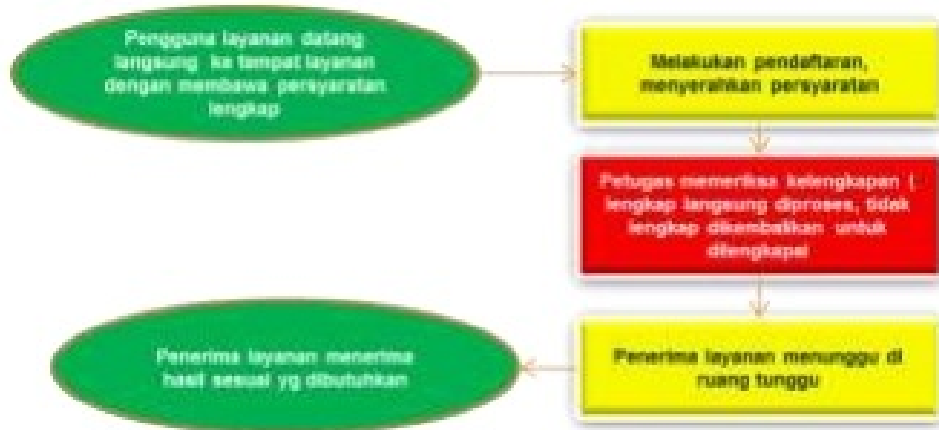 Pengguna layanan datang
langsung ke tempat layanan
dengan membawa persyaratan
lengkap
Melakukan pendaftaran,
menyerahkan persyaratan
Petugas memeriksa kelengkapan (
lengkap langsung diproses, tidak
lengkap dikembalikan untuk
dilengkapai
Penerima layanan menunggu di
ruang tunggu
Penerima layanan menerima
hasil sesuai yg dibutuhkan